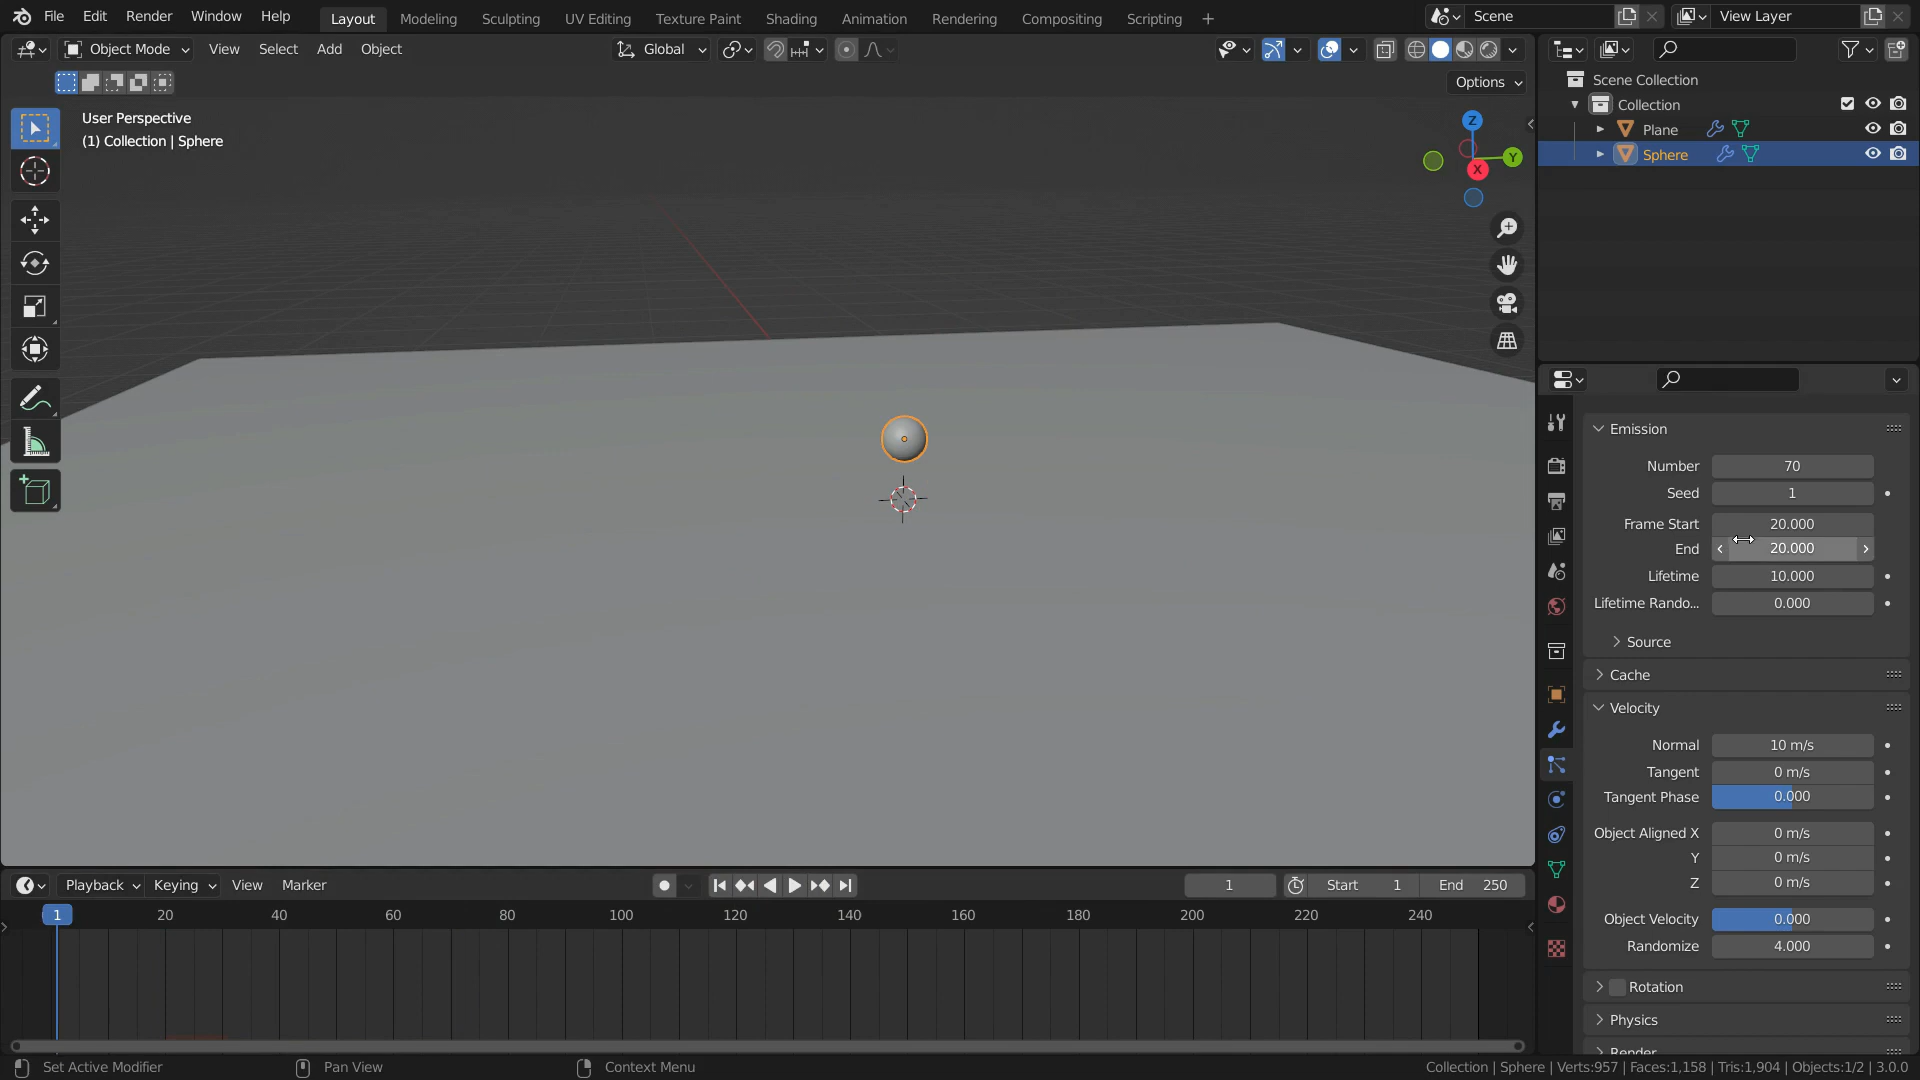 File Edit Render Window Help Layout Modeling Sculpting UV Editing Texture Paint Shading Animation Rendering Compositing Scripting + Scene View Layer
Object Mode View Select Add Object Global
Options
User Perspective
(1) Collection | Sphere
Z
Y
X
Scene Collection
Collection
Plane
Sphere
Emission
Number 70
Seed 1
Frame Start 20.000
End 20.000
Lifetime 10.000
Lifetime Rando... 0.000
Source
Cache
Velocity
Normal 10 m/s
Tangent 0 m/s
Tangent Phase 0.000
Object Aligned X 0 m/s
Y 0 m/s
Z 0 m/s
Object Velocity 0.000
Randomize 4.000
Rotation
Physics
Render
Playback Keying View Marker 1 Start 1 End 250
1 20 40 60 80 100 120 140 160 180 200 220 240
Set Active Modifier Pan View Context Menu Collection | Sphere | Verts:957 | Faces:1,158 | Tris:1,904 | Objects:1/2 | 3.0.0